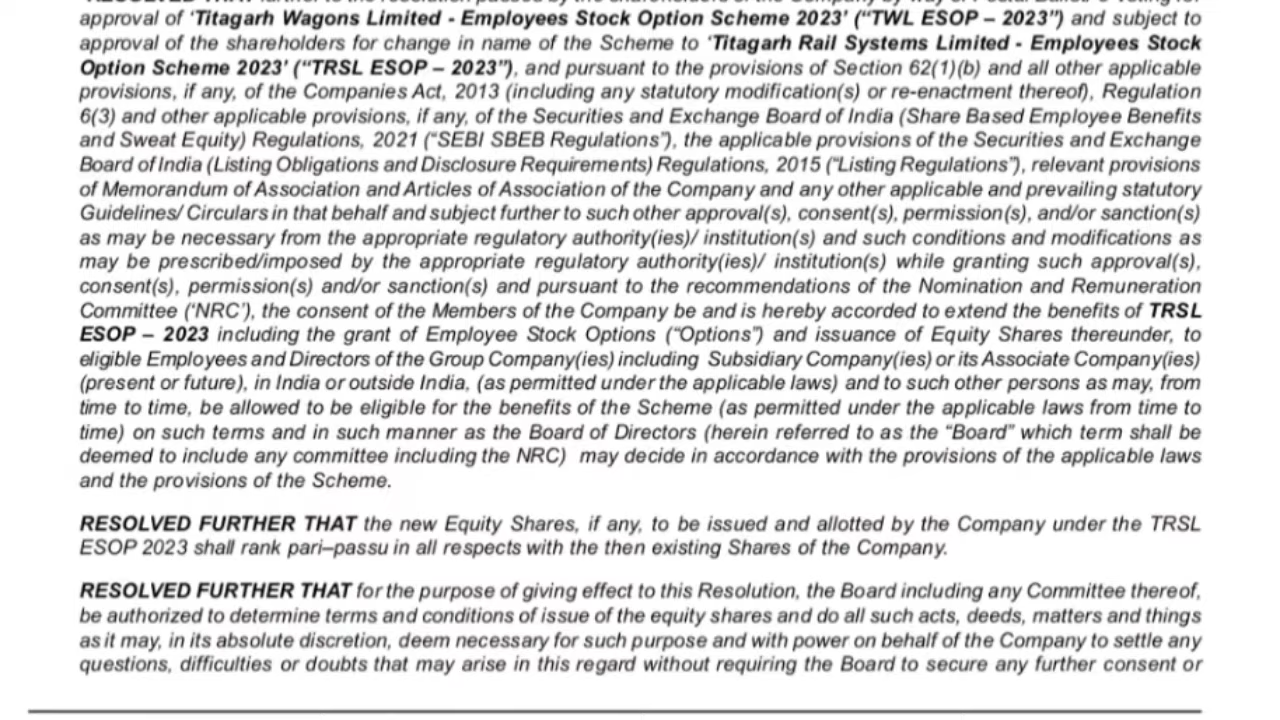 approval of 'Titagarh Wagons Limited - Employees Stock Option Scheme 2023' (“TWL ESOP – 2023”) and subject to
approval of the shareholders for change in name of the Scheme to ‘Titagarh Rail Systems Limited - Employees Stock
Option Scheme 2023’ (“TRSL ESOP – 2023”), and pursuant to the provisions of Section 62(1)(b) and all other applicable
provisions, if any, of the Companies Act, 2013 (including any statutory modification(s) or re-enactment thereof), Regulation
6(3) and other applicable provisions, if any, of the Securities and Exchange Board of India (Share Based Employee Benefits
and Sweat Equity) Regulations, 2021 (“SEBI SBEB Regulations”), the applicable provisions of the Securities and Exchange
Board of India (Listing Obligations and Disclosure Requirements) Regulations, 2015 (“Listing Regulations”), relevant provisions
of Memorandum of Association and Articles of Association of the Company and any other applicable and prevailing statutory
Guidelines/ Circulars in that behalf and subject further to such other approval(s), consent(s), permission(s), and/or sanction(s)
as may be necessary from the appropriate regulatory authority(ies)/ institution(s) and such conditions and modifications as
may be prescribed/imposed by the appropriate regulatory authority(ies)/ institution(s) while granting such approval(s),
consent(s), permission(s) and/or sanction(s) and pursuant to the recommendations of the Nomination and Remuneration
Committee (‘NRC’), the consent of the Members of the Company be and is hereby accorded to extend the benefits of TRSL
ESOP – 2023 including the grant of Employee Stock Options (“Options”) and issuance of Equity Shares thereunder, to
eligible Employees and Directors of the Group Company(ies) including Subsidiary Company(ies) or its Associate Company(ies)
(present or future), in India or outside India, (as permitted under the applicable laws) and to such other persons as may, from
time to time, be allowed to be eligible for the benefits of the Scheme (as permitted under the applicable laws from time to
time) on such terms and in such manner as the Board of Directors (herein referred to as the “Board” which term shall be
deemed to include any committee including the NRC) may decide in accordance with the provisions of the applicable laws
and the provisions of the Scheme.
RESOLVED FURTHER THAT the new Equity Shares, if any, to be issued and allotted by the Company under the TRSL
ESOP 2023 shall rank pari–passu in all respects with the then existing Shares of the Company.
RESOLVED FURTHER THAT for the purpose of giving effect to this Resolution, the Board including any Committee thereof,
be authorized to determine terms and conditions of issue of the equity shares and do all such acts, deeds, matters and things
as it may, in its absolute discretion, deem necessary for such purpose and with power on behalf of the Company to settle any
questions, difficulties or doubts that may arise in this regard without requiring the Board to secure any further consent or